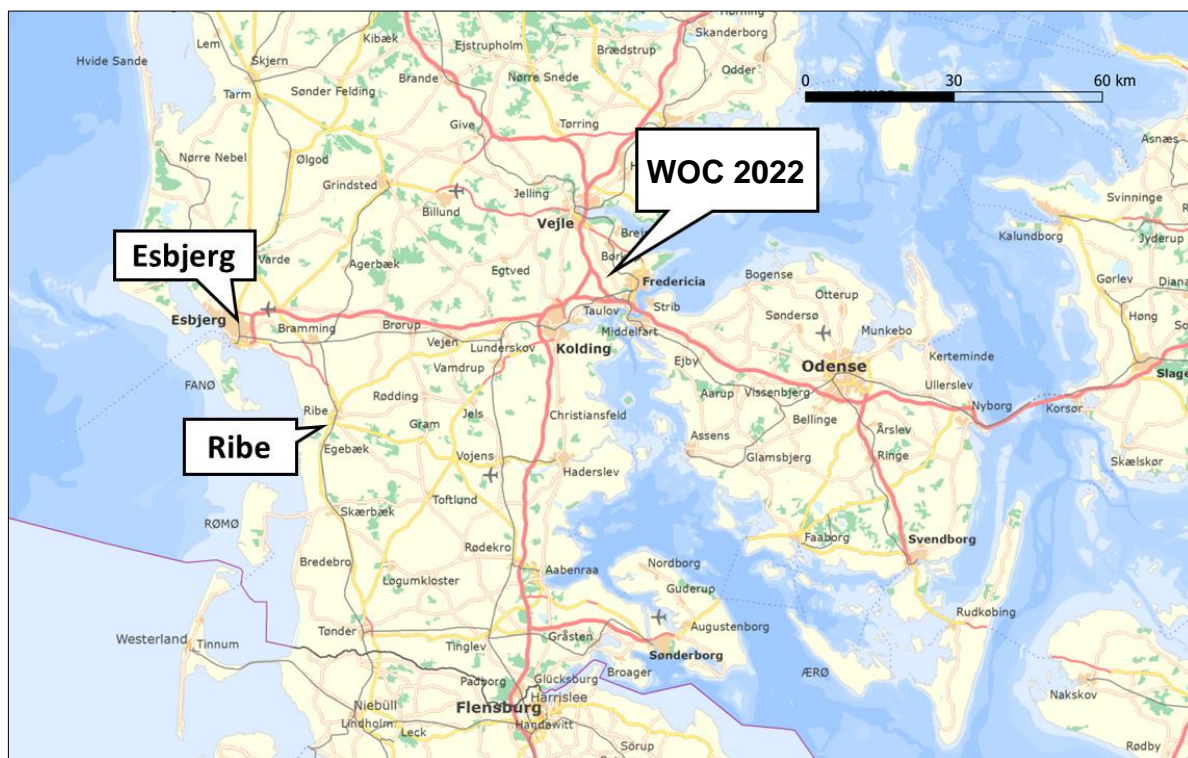 Hvide Sande
Lem
Skjern
Kibæk
Ejstrupholm
Brædstrup
Skanderborg
Odder
Tarm
Sønder Felding
Brande
Nørre Snede
0 30 60 km
Nørre Nebel
Ølgod
Give
Tørring
Asnæs
Grindsted
Billund
Jelling
WOC 2022
Svinninge
Vejle
Kalundborg
Jyderup
Esbjerg
Varde
Agerbæk
Egtved
Fredericia
Bogense
Gørlev
Otterup
Esbjerg
Bramming
Brørup
Vejen
Lunderskov
Taulov
Strib
Middelfart
Søndersø
Munkebo
Høng
Kolding
Kerteminde
FANØ
Vamdrup
Ejby
Odense
Ullerslev
Slage
Rødding
Jels
Aarup
Vissenbjerg
Nyborg
Korsør
Ribe
Gram
Christiansfeld
Bellinge
Årslev
Ribe
Egebæk
Vojens
Assens
Glamsbjerg
Ringe
Skælskør
Haderslev
Toftlund
RØMØ
Skærbæk
Faaborg
Svendborg
Bredebro
Rødekro
Nordborg
Løgumkloster
Aabenraa
Guderup
Rudkøbing
Westerland
Tinnum
Tønder
Tinglev
Gråsten
Augustenborg
Sønderborg
Broager
ÆRØ
Padborg
Glücksburg
Nakskov
Niebüll
Flensburg
Harrislee
Lindholm
Leck
Handewitt
Sörup
Rødby